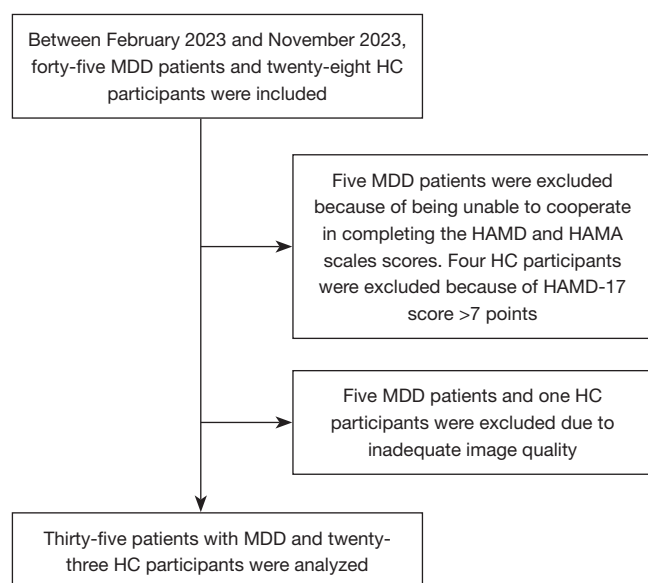 Between February 2023 and November 2023,
forty-five MDD patients and twenty-eight HC
participants were included
Five MDD patients were excluded
because of being unable to cooperate
in completing the HAMD and HAMA
scales scores. Four HC participants
were excluded because of HAMD-17
score >7 points
Five MDD patients and one HC
participants were excluded due to
inadequate image quality
Thirty-five patients with MDD and twenty-
three HC participants were analyzed